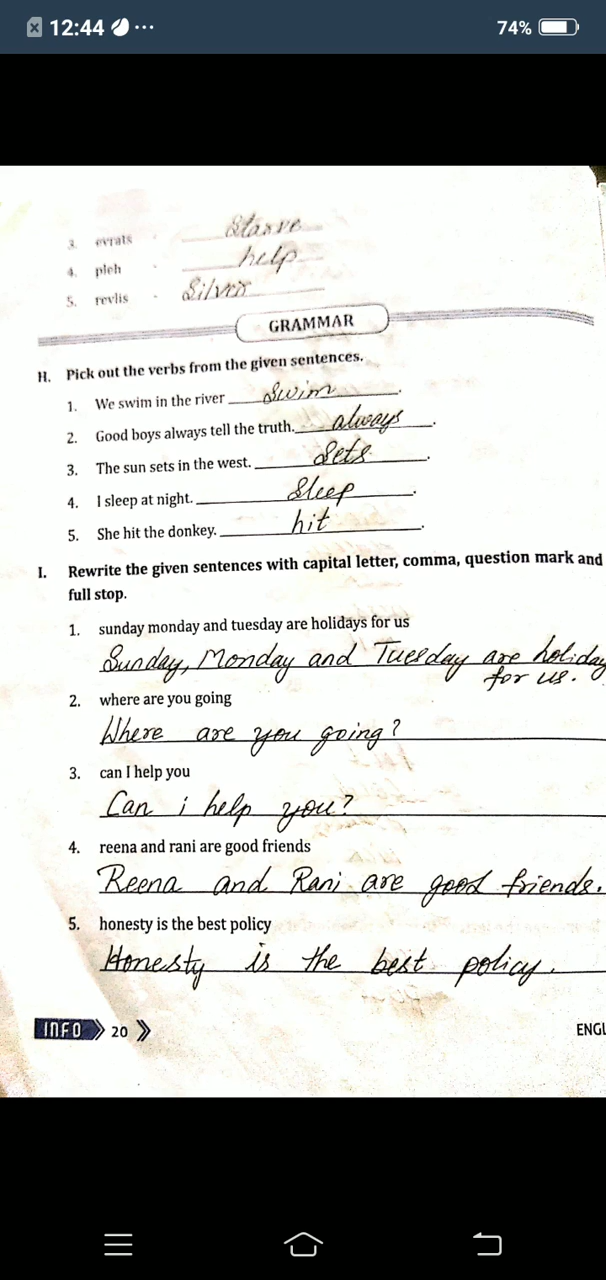 12:44 ...
74%
3. evrats - Starve
4. pleh - help
5. revlis - Silver
GRAMMAR
H. Pick out the verbs from the given sentences.
1. We swim in the river Swim.
2. Good boys always tell the truth. always.
3. The sun sets in the west. Sets.
4. I sleep at night. Sleep.
5. She hit the donkey. hit.
I. Rewrite the given sentences with capital letter, comma, question mark and
full stop.
1. sunday monday and tuesday are holidays for us
Sunday, Monday and Tuesday are holiday
for us.
2. where are you going
Where are you going?
3. can I help you
Can i help you?
4. reena and rani are good friends
Reena and Rani are good friends.
5. honesty is the best policy
Honesty is the best policy.
INFO 20
ENGL